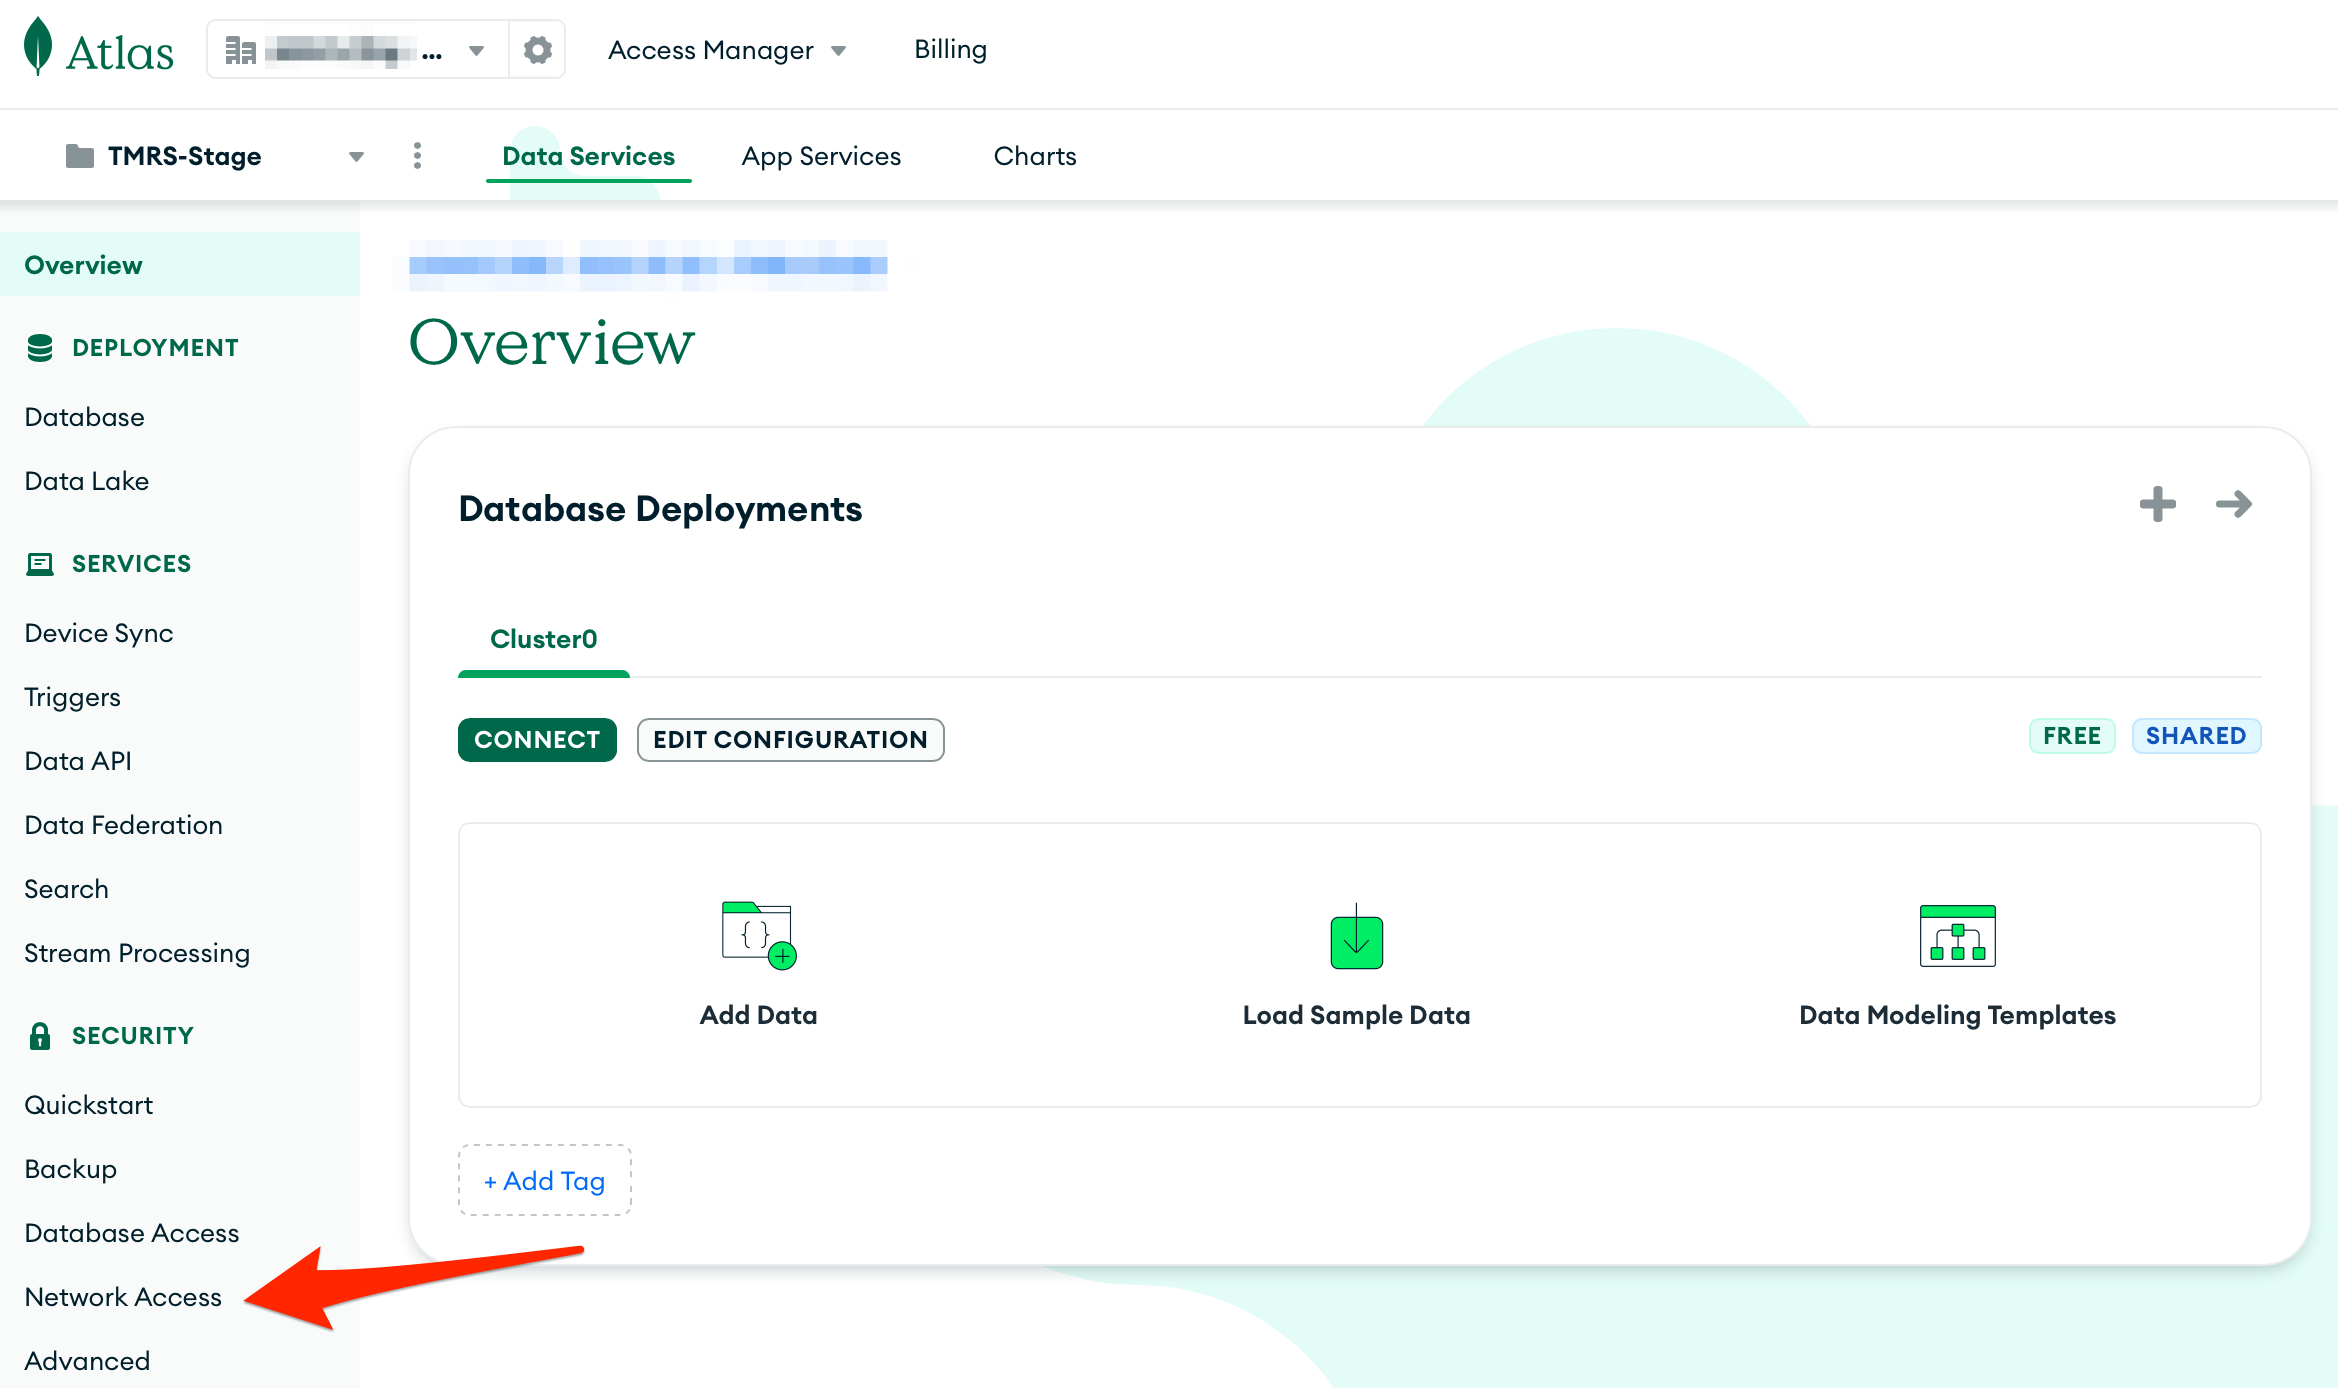 Atlas
...
Access Manager
Billing
TMRS-Stage
Data Services
App Services
Charts
Overview
DEPLOYMENT
Database
Data Lake
SERVICES
Device Sync
Triggers
Data API
Data Federation
Search
Stream Processing
SECURITY
Quickstart
Backup
Database Access
Network Access
Advanced
Overview
Database Deployments
Cluster0
CONNECT
EDIT CONFIGURATION
FREE
SHARED
{ }
Add Data
Load Sample Data
Data Modeling Templates
+ Add Tag